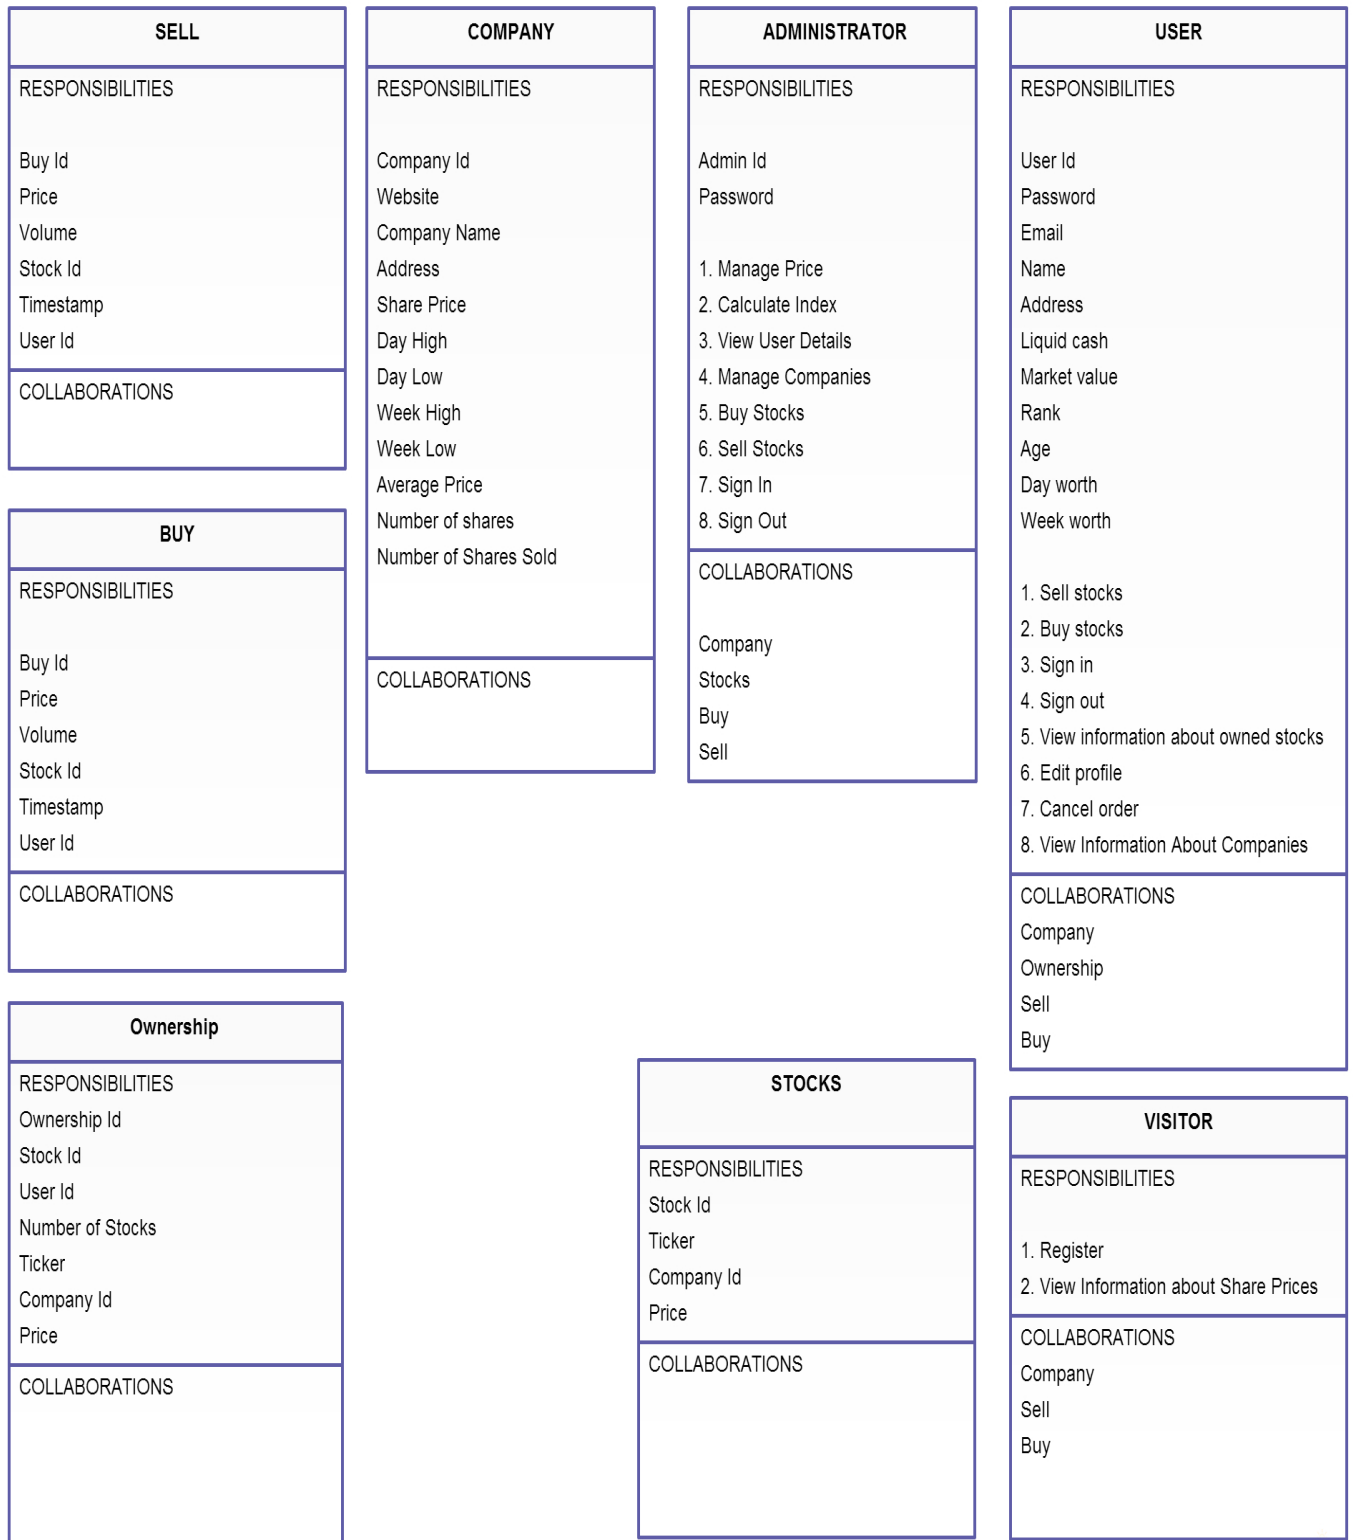 SELL
RESPONSIBILITIES
Buy Id
Price
Volume
Stock Id
Timestamp
User Id
COLLABORATIONS
BUY
RESPONSIBILITIES
Buy Id
Price
Volume
Stock Id
Timestamp
User Id
COLLABORATIONS
Ownership
RESPONSIBILITIES
Ownership Id
Stock Id
User Id
Number of Stocks
Ticker
Company Id
Price
COLLABORATIONS
COMPANY
RESPONSIBILITIES
Company Id
Website
Company Name
Address
Share Price
Day High
Day Low
Week High
Week Low
Average Price
Number of shares
Number of Shares Sold
COLLABORATIONS
ADMINISTRATOR
RESPONSIBILITIES
Admin Id
Password
1. Manage Price
2. Calculate Index
3. View User Details
4. Manage Companies
5. Buy Stocks
6. Sell Stocks
7. Sign In
8. Sign Out
COLLABORATIONS
Company
Stocks
Buy
Sell
STOCKS
RESPONSIBILITIES
Stock Id
Ticker
Company Id
Price
COLLABORATIONS
USER
RESPONSIBILITIES
User Id
Password
Email
Name
Address
Liquid cash
Market value
Rank
Age
Day worth
Week worth
1. Sell stocks
2. Buy stocks
3. Sign in
4. Sign out
5. View information about owned stocks
6. Edit profile
7. Cancel order
8. View Information About Companies
COLLABORATIONS
Company
Ownership
Sell
Buy
VISITOR
RESPONSIBILITIES
1. Register
2. View Information about Share Prices
COLLABORATIONS
Company
Sell
Buy